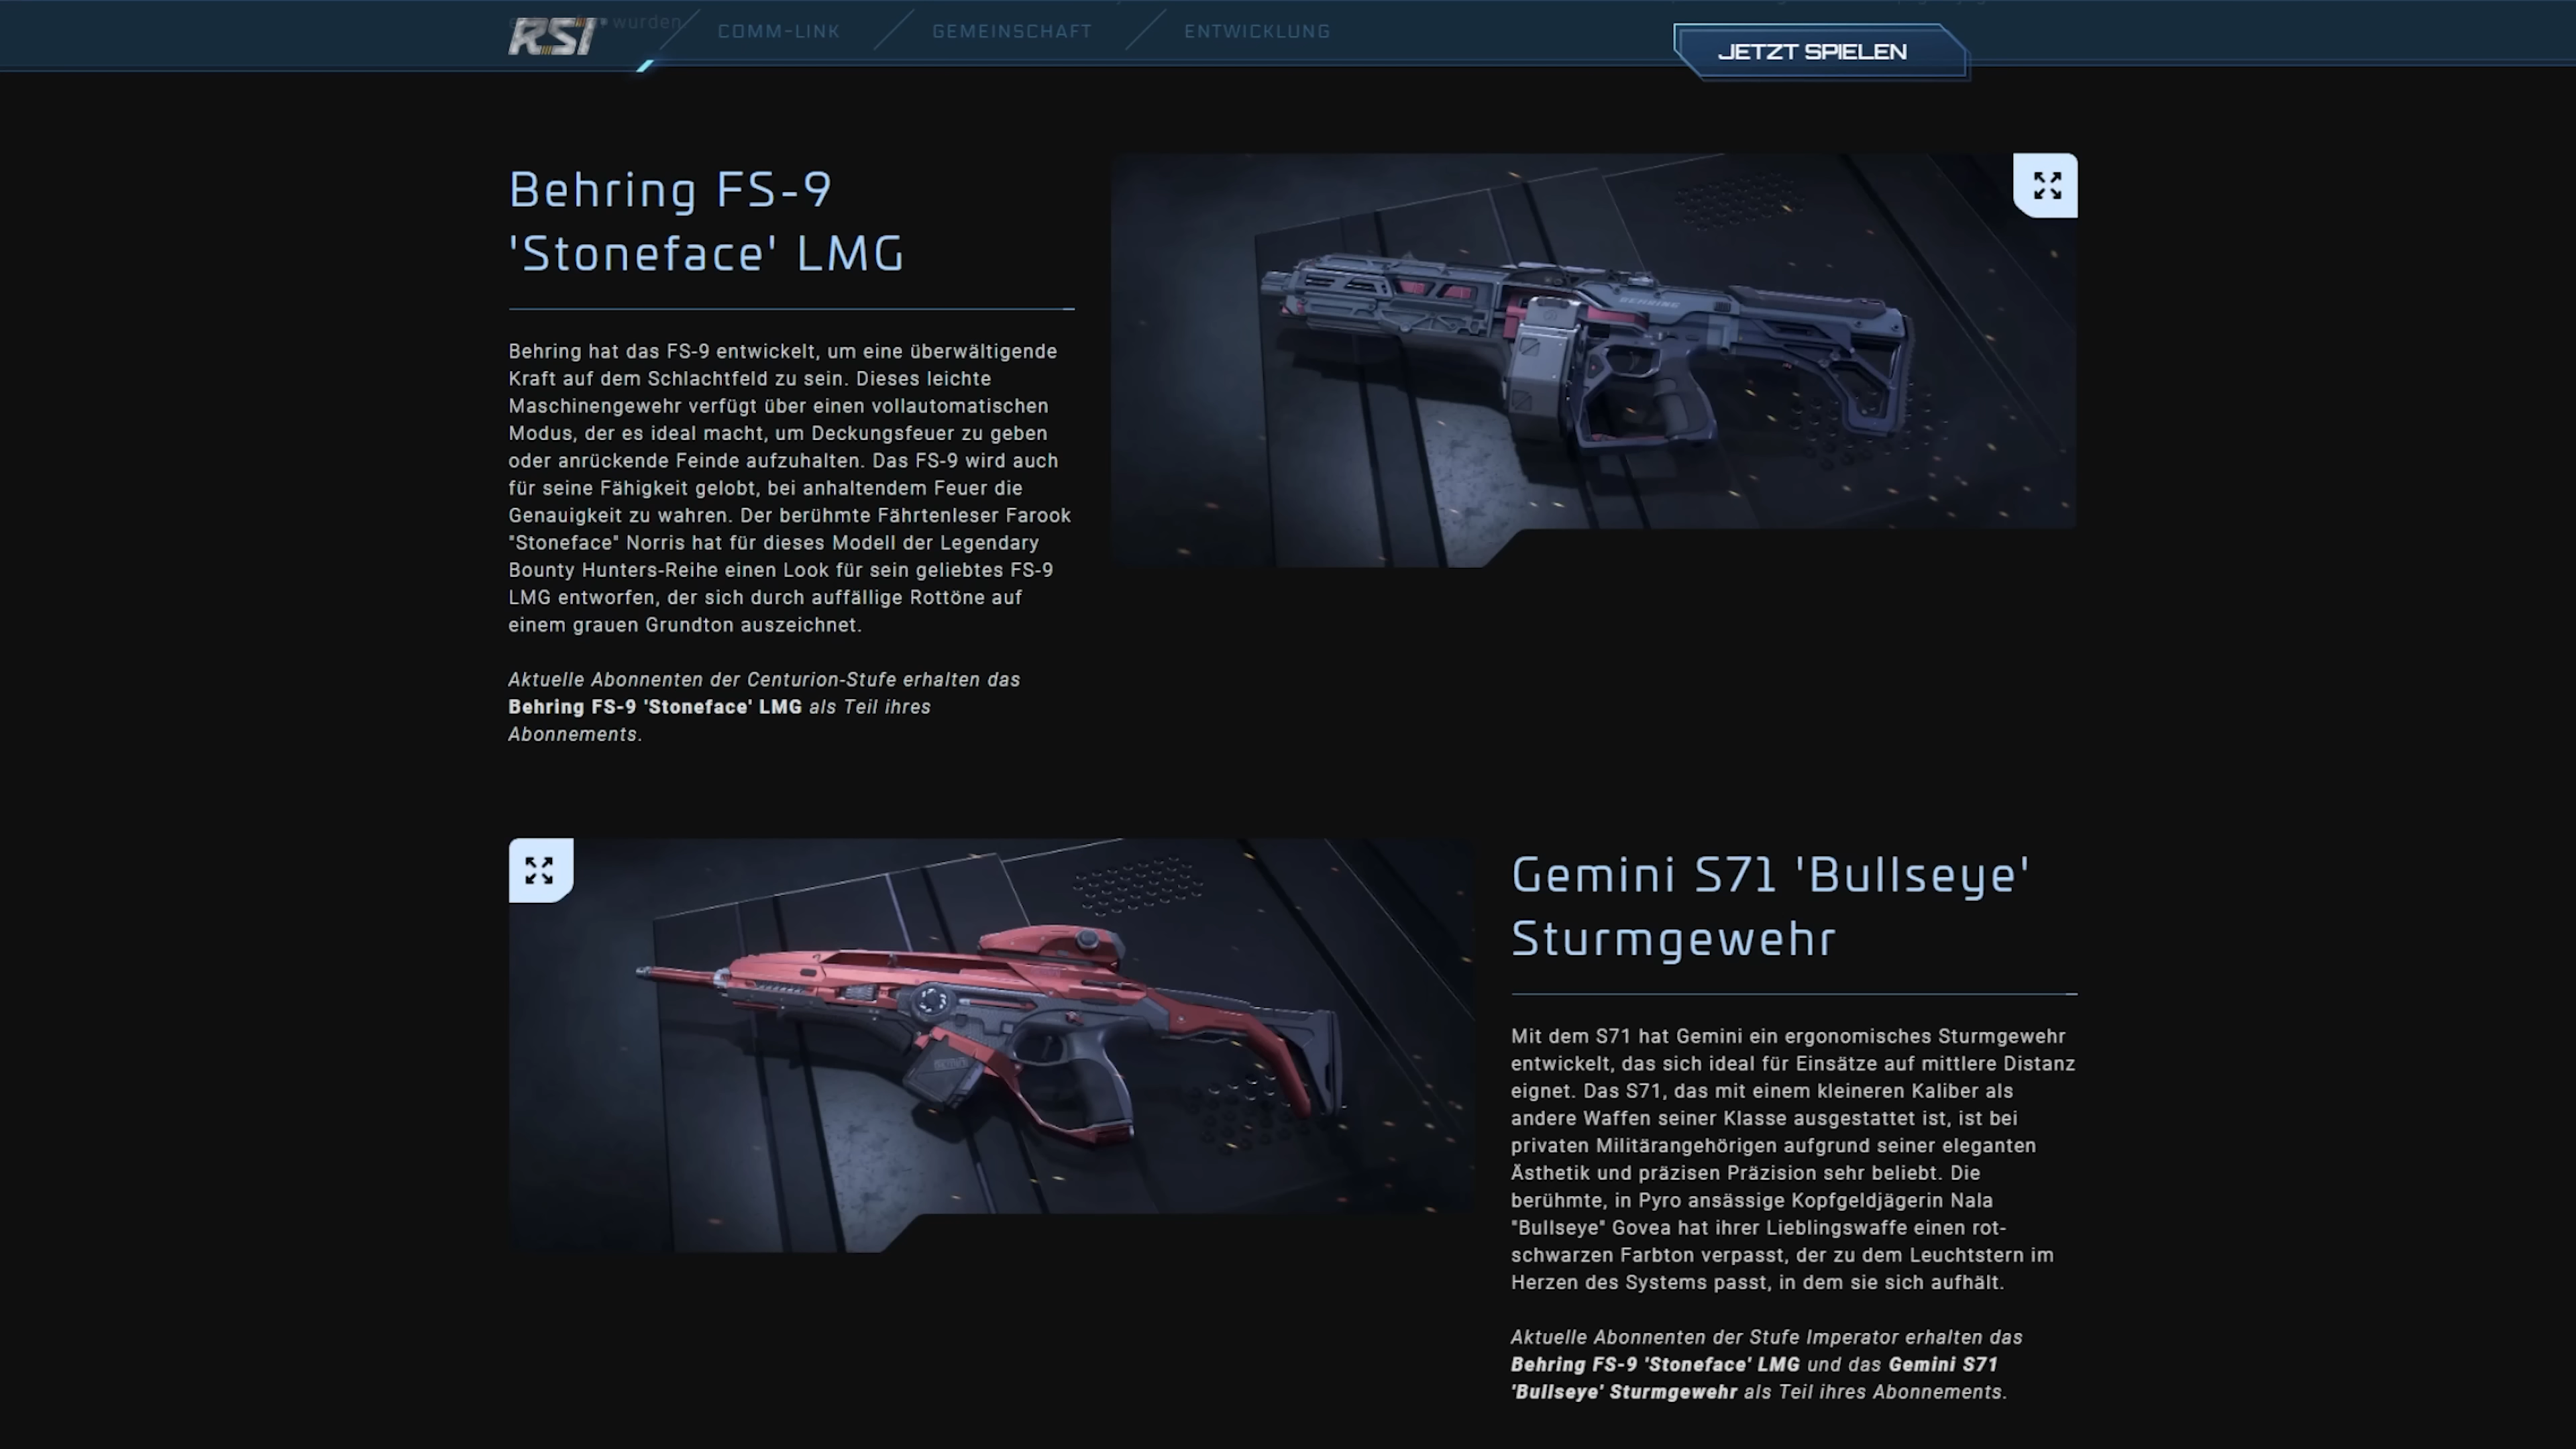 RSI
wurden
COMM-LINK
GEMEINSCHAFT
ENTWICKLUNG
JETZT SPIELEN
Behring FS-9
'Stoneface' LMG
Behring hat das FS-9 entwickelt, um eine überwältigende
Kraft auf dem Schlachtfeld zu sein. Dieses leichte
Maschinengewehr verfügt über einen vollautomatischen
Modus, der es ideal macht, um Deckungsfeuer zu geben
oder anrückende Feinde aufzuhalten. Das FS-9 wird auch
für seine Fähigkeit gelobt, bei anhaltendem Feuer die
Genauigkeit zu wahren. Der berühmte Fährtenleser Farook
"Stoneface" Norris hat für dieses Modell der Legendary
Bounty Hunters-Reihe einen Look für sein geliebtes FS-9
LMG entworfen, der sich durch auffällige Rottöne auf
einem grauen Grundton auszeichnet.
Aktuelle Abonnenten der Centurion-Stufe erhalten das
Behring FS-9 'Stoneface' LMG als Teil ihres
Abonnements.
BEHRING
Gemini S71 'Bullseye'
Sturmgewehr
Mit dem S71 hat Gemini ein ergonomisches Sturmgewehr
entwickelt, das sich ideal für Einsätze auf mittlere Distanz
eignet. Das S71, das mit einem kleineren Kaliber als
andere Waffen seiner Klasse ausgestattet ist, ist bei
privaten Militärangehörigen aufgrund seiner eleganten
Ästhetik und präzisen Präzision sehr beliebt. Die
berühmte, in Pyro ansässige Kopfgeldjägerin Nala
"Bullseye" Govea hat ihrer Lieblingswaffe einen rot-
schwarzen Farbton verpasst, der zu dem Leuchtstern im
Herzen des Systems passt, in dem sie sich aufhält.
Aktuelle Abonnenten der Stufe Imperator erhalten das
Behring FS-9 'Stoneface' LMG und das Gemini S71
'Bullseye' Sturmgewehr als Teil ihres Abonnements.